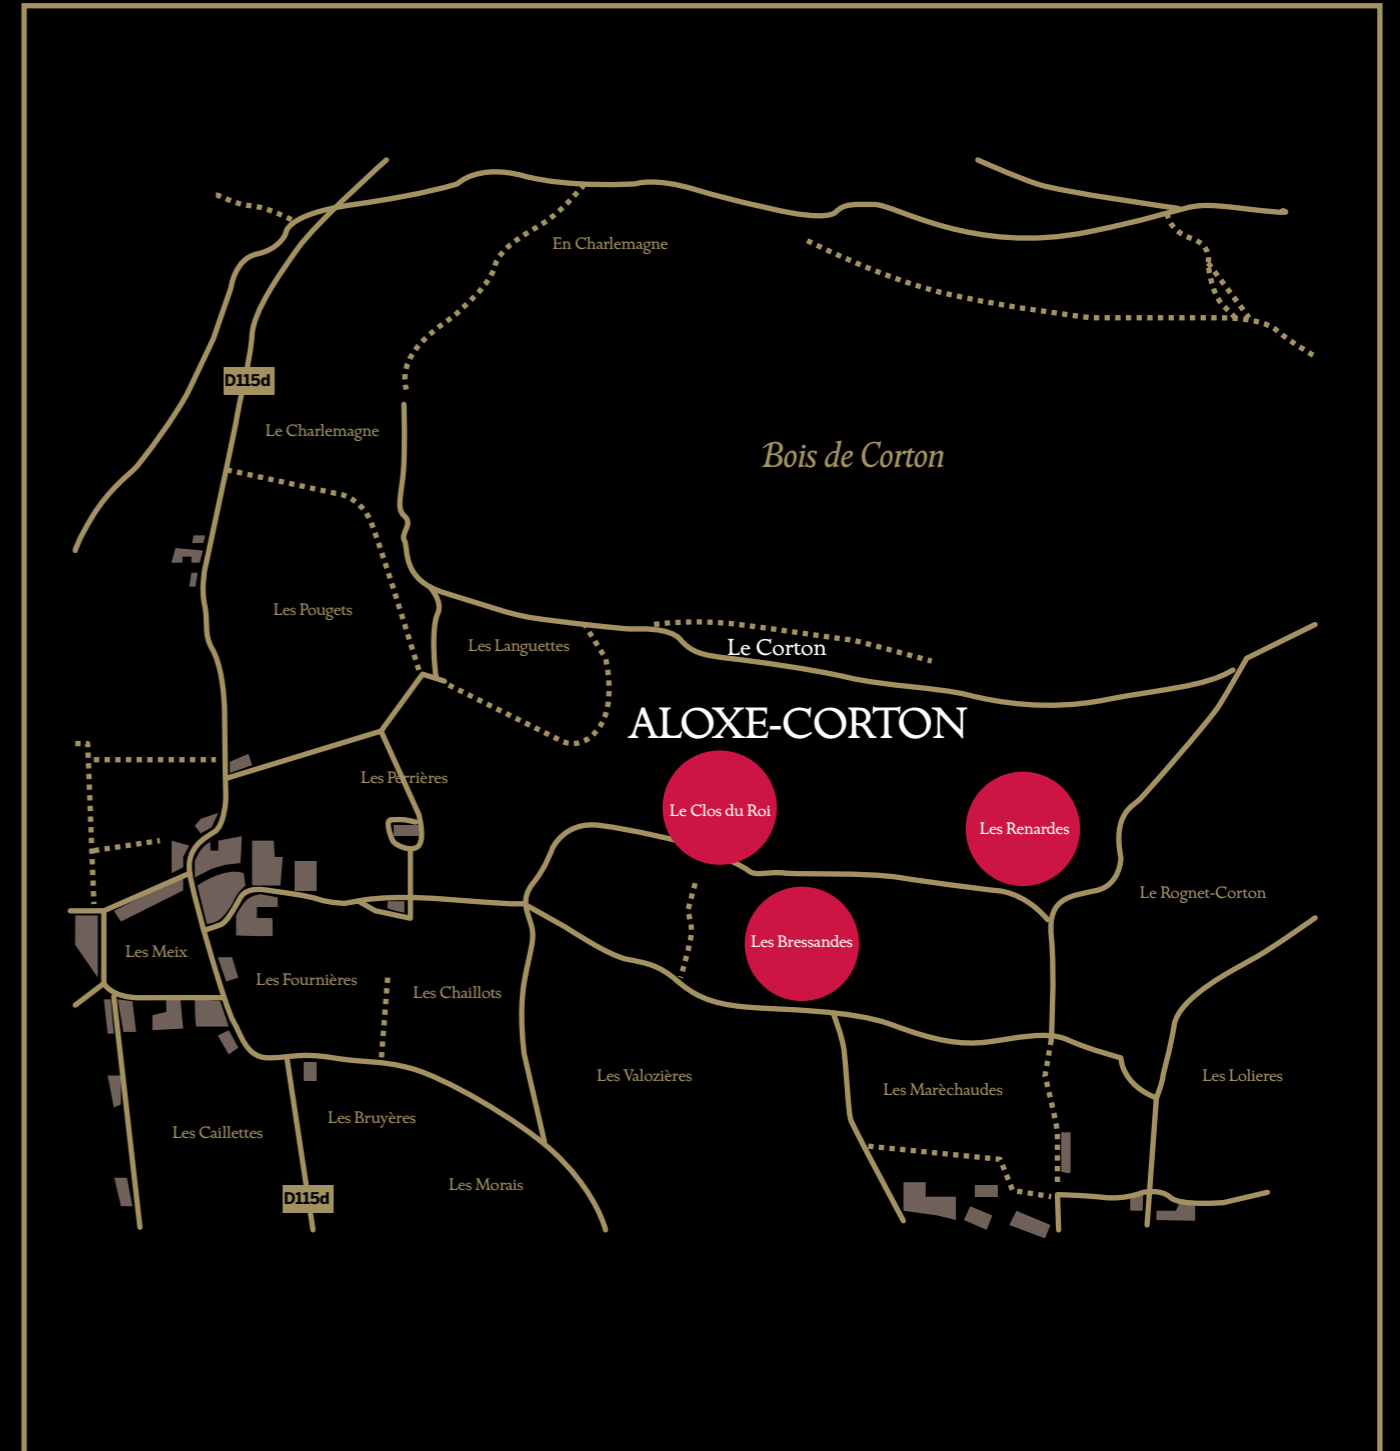 En Charlemagne
D115d
Le Charlemagne
Bois de Corton
Les Pougets
Les Languettes
Le Corton
ALOXE-CORTON
Les Perrières
Le Clos du Roi
Les Renardes
Le Rognet-Corton
Les Bressandes
Les Meix
Les Fournières
Les Chaillots
Les Valozières
Les Marèchaudes
Les Lolieres
Les Bruyères
Les Caillettes
Les Morais
D115d